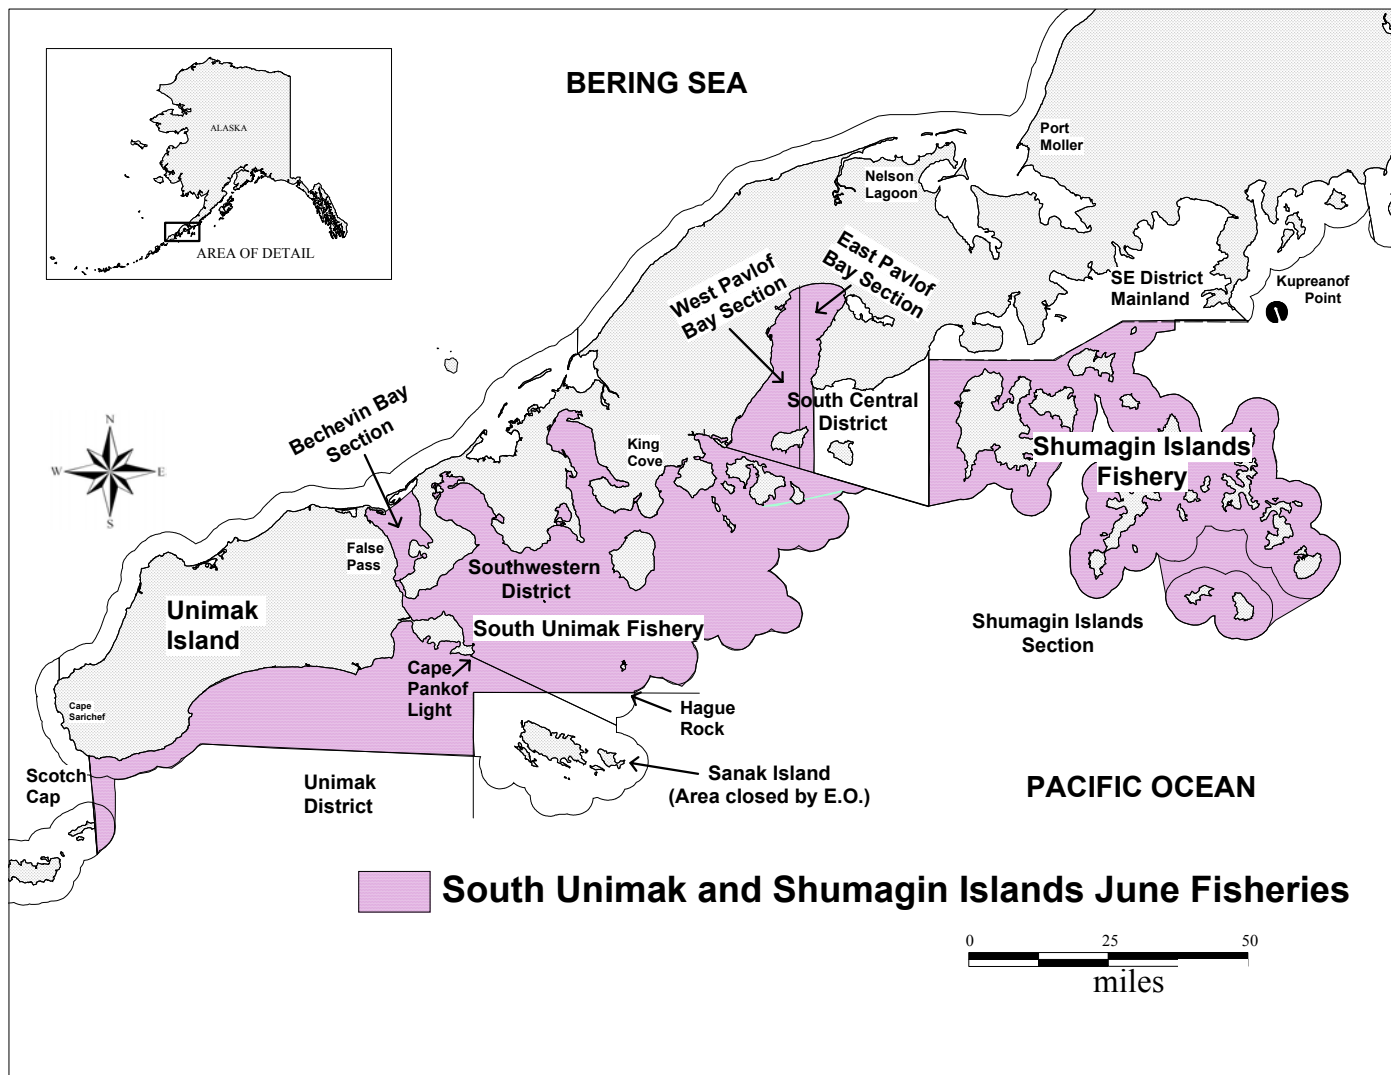 BERING SEA
ALASKA
AREA OF DETAIL
Port
Moller
Nelson
Lagoon
East Pavlof
Bay Section
West Pavlof
Bay Section
SE District
Mainland
Kupreanof
Point
Bechevin Bay
Section
South Central
District
King
Cove
Shumagin Islands
Fishery
N
W
E
S
False
Pass
Southwestern
District
Unimak
Island
South Unimak Fishery
Shumagin Islands
Section
Cape
Pankof
Light
Cape
Sarichef
Hague
Rock
Scotch
Cap
Unimak
District
Sanak Island
(Area closed by E.O.)
PACIFIC OCEAN
South Unimak and Shumagin Islands June Fisheries
0 25 50
miles